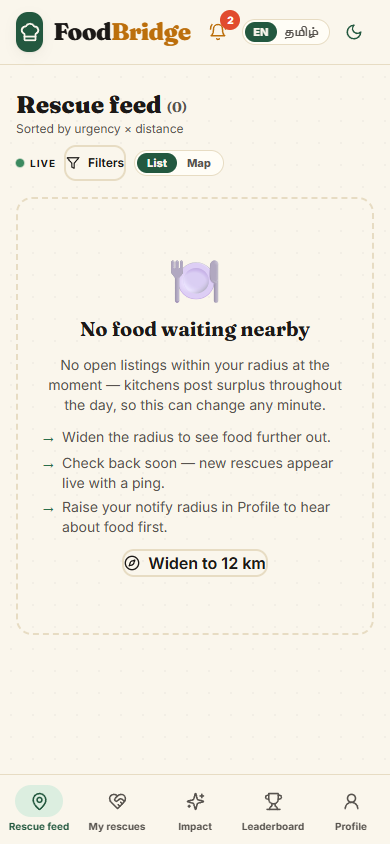 FoodBridge
2
EN
தமிழ்
Rescue feed (0)
Sorted by urgency × distance
LIVE
Filters
List
Map
No food waiting nearby
No open listings within your radius at the
moment — kitchens post surplus throughout
the day, so this can change any minute.
→ Widen the radius to see food further out.
→ Check back soon — new rescues appear
live with a ping.
→ Raise your notify radius in Profile to hear
about food first.
Widen to 12 km
Rescue feed
My rescues
Impact
Leaderboard
Profile